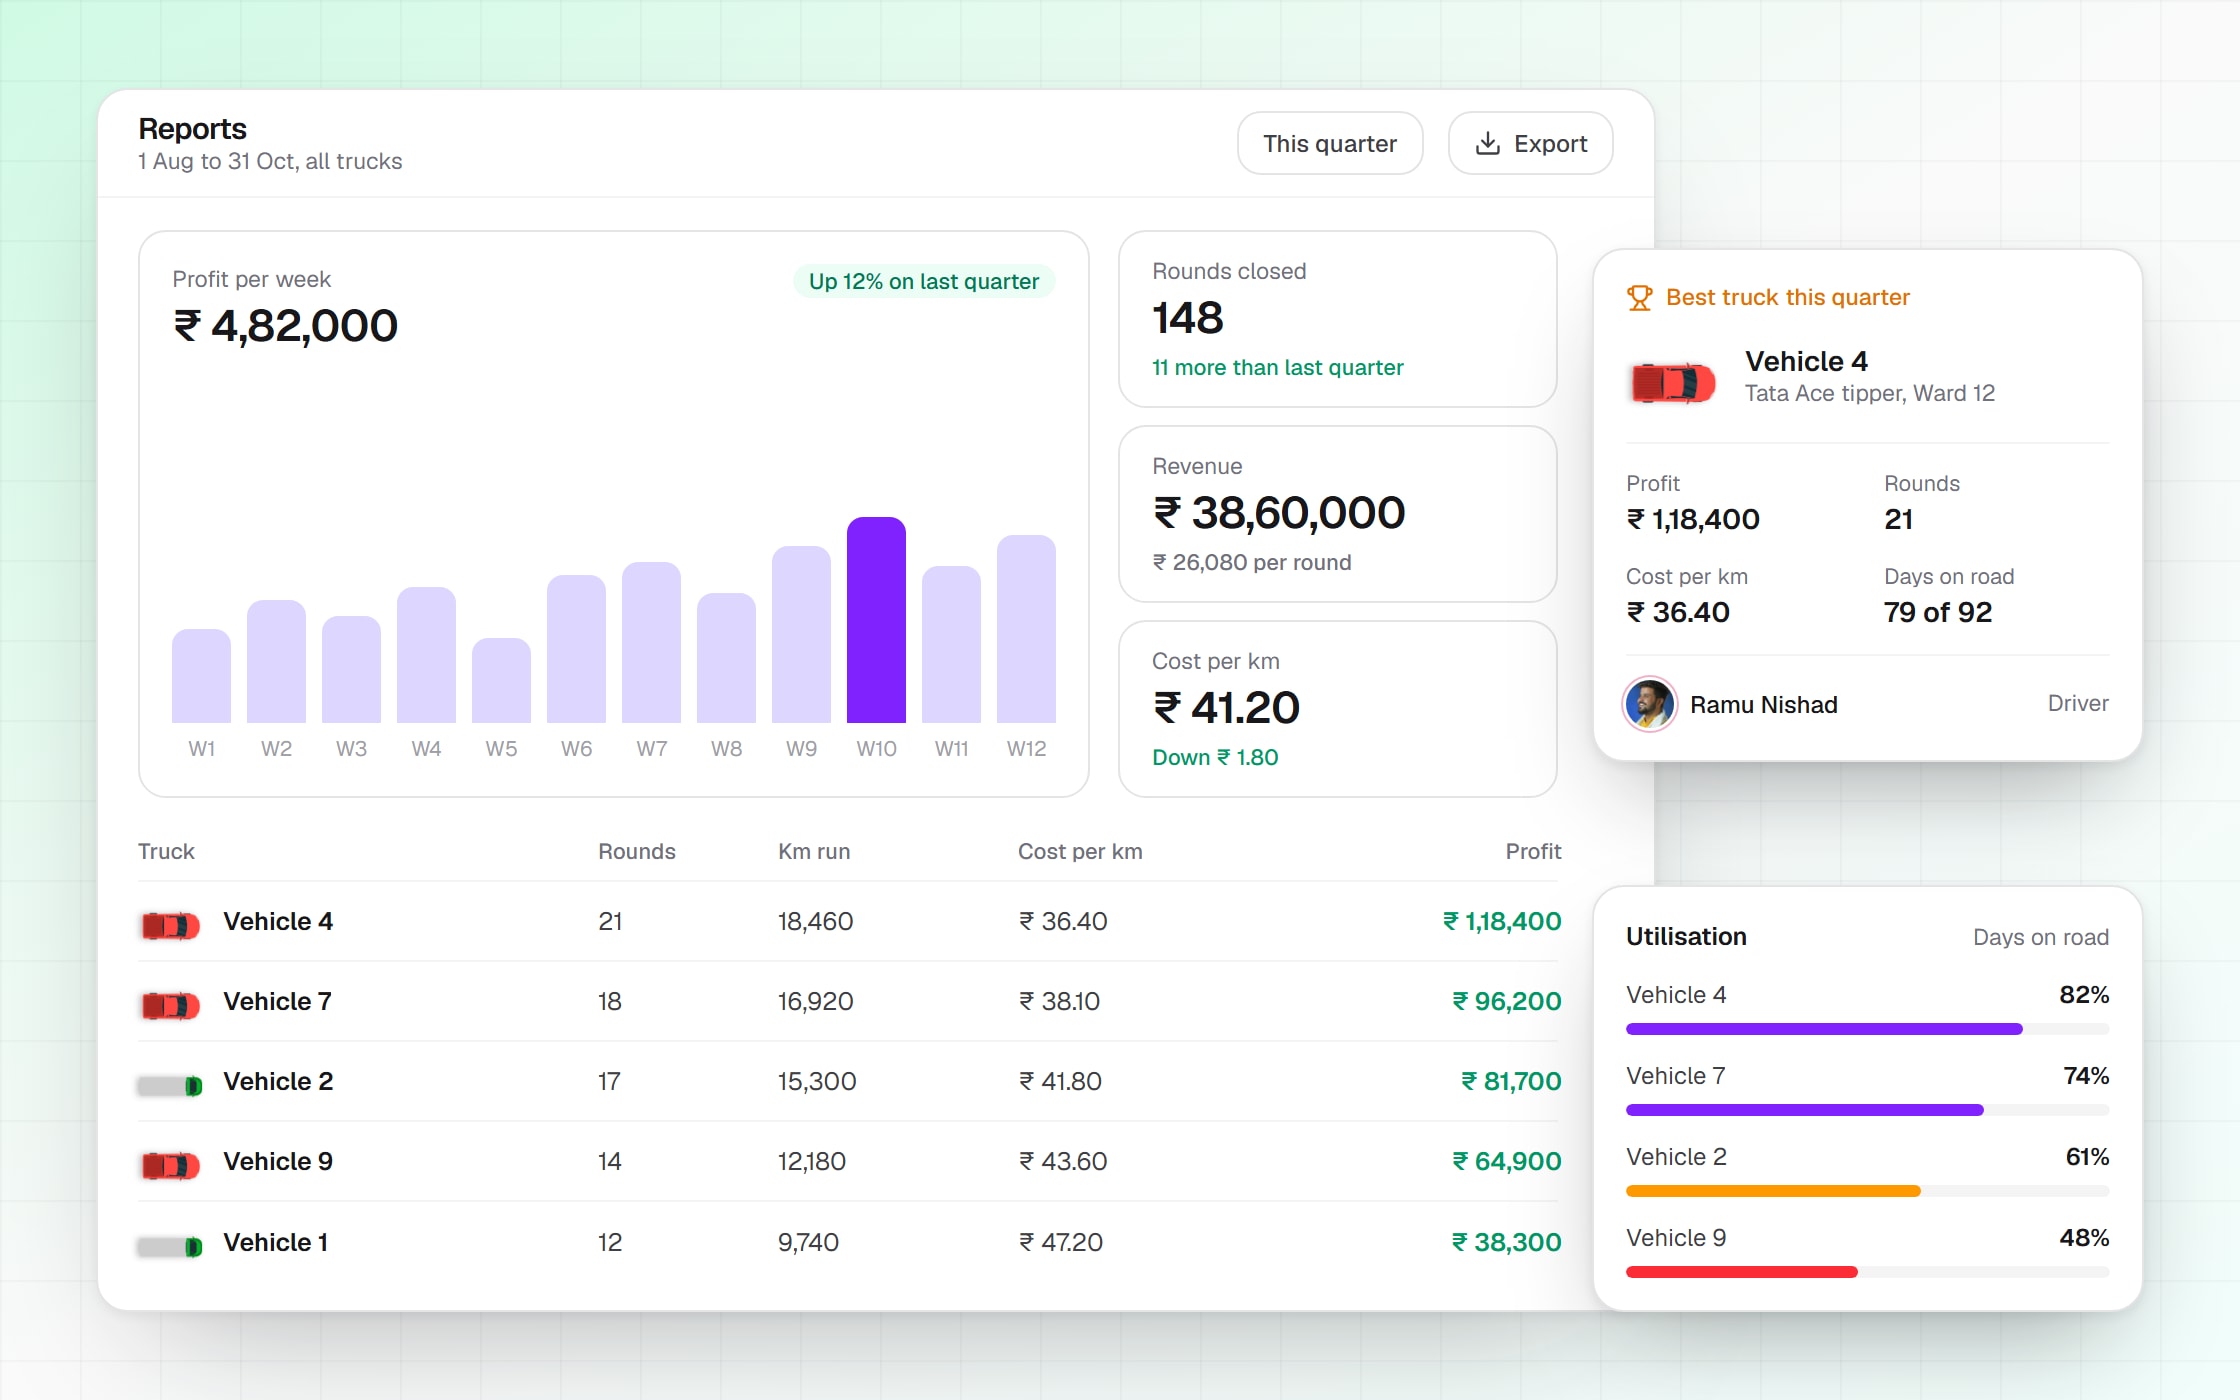 Reports
1 Aug to 31 Oct, all trucks
This quarter
Export
Profit per week
₹ 4,82,000
Up 12% on last quarter
W1 W2 W3 W4 W5 W6 W7 W8 W9 W10 W11 W12
Rounds closed
148
11 more than last quarter
Revenue
₹ 38,60,000
₹ 26,080 per round
Cost per km
₹ 41.20
Down ₹ 1.80
Truck Rounds Km run Cost per km Profit
Vehicle 4 21 18,460 ₹ 36.40 ₹ 1,18,400
Vehicle 7 18 16,920 ₹ 38.10 ₹ 96,200
Vehicle 2 17 15,300 ₹ 41.80 ₹ 81,700
Vehicle 9 14 12,180 ₹ 43.60 ₹ 64,900
Vehicle 1 12 9,740 ₹ 47.20 ₹ 38,300
Best truck this quarter
Vehicle 4
Tata Ace tipper, Ward 12
Profit Rounds
₹ 1,18,400 21
Cost per km Days on road
₹ 36.40 79 of 92
Ramu Nishad Driver
Utilisation Days on road
Vehicle 4 82%
Vehicle 7 74%
Vehicle 2 61%
Vehicle 9 48%